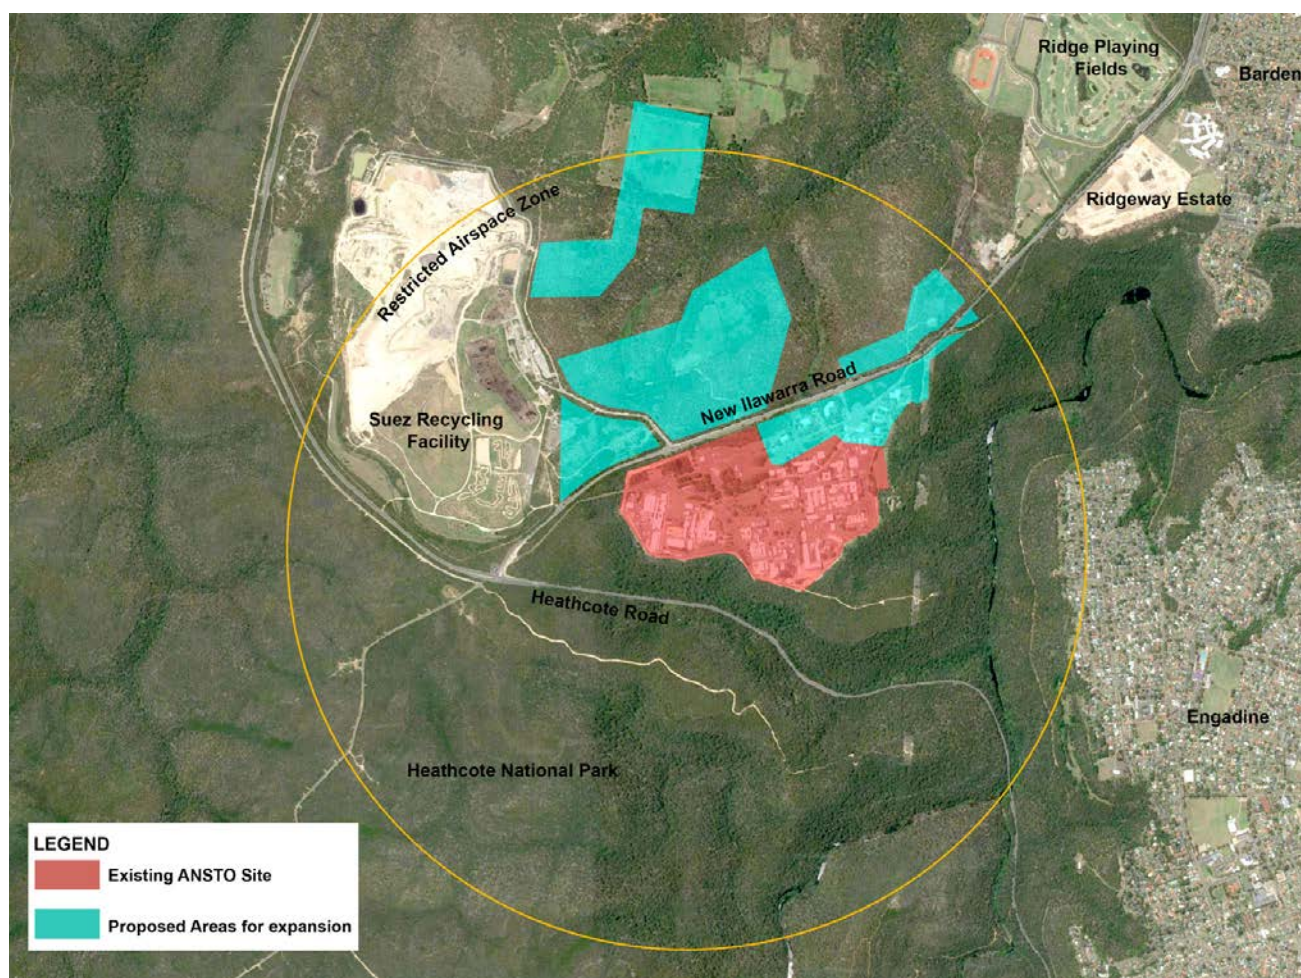 Ridge Playing
Fields
Barden
Ridgeway Estate
Restricted Airspace Zone
New Ilawarra Road
Suez Recycling
Facility
Heathcote Road
Engadine
Heathcote National Park
LEGEND
Existing ANSTO Site
Proposed Areas for expansion